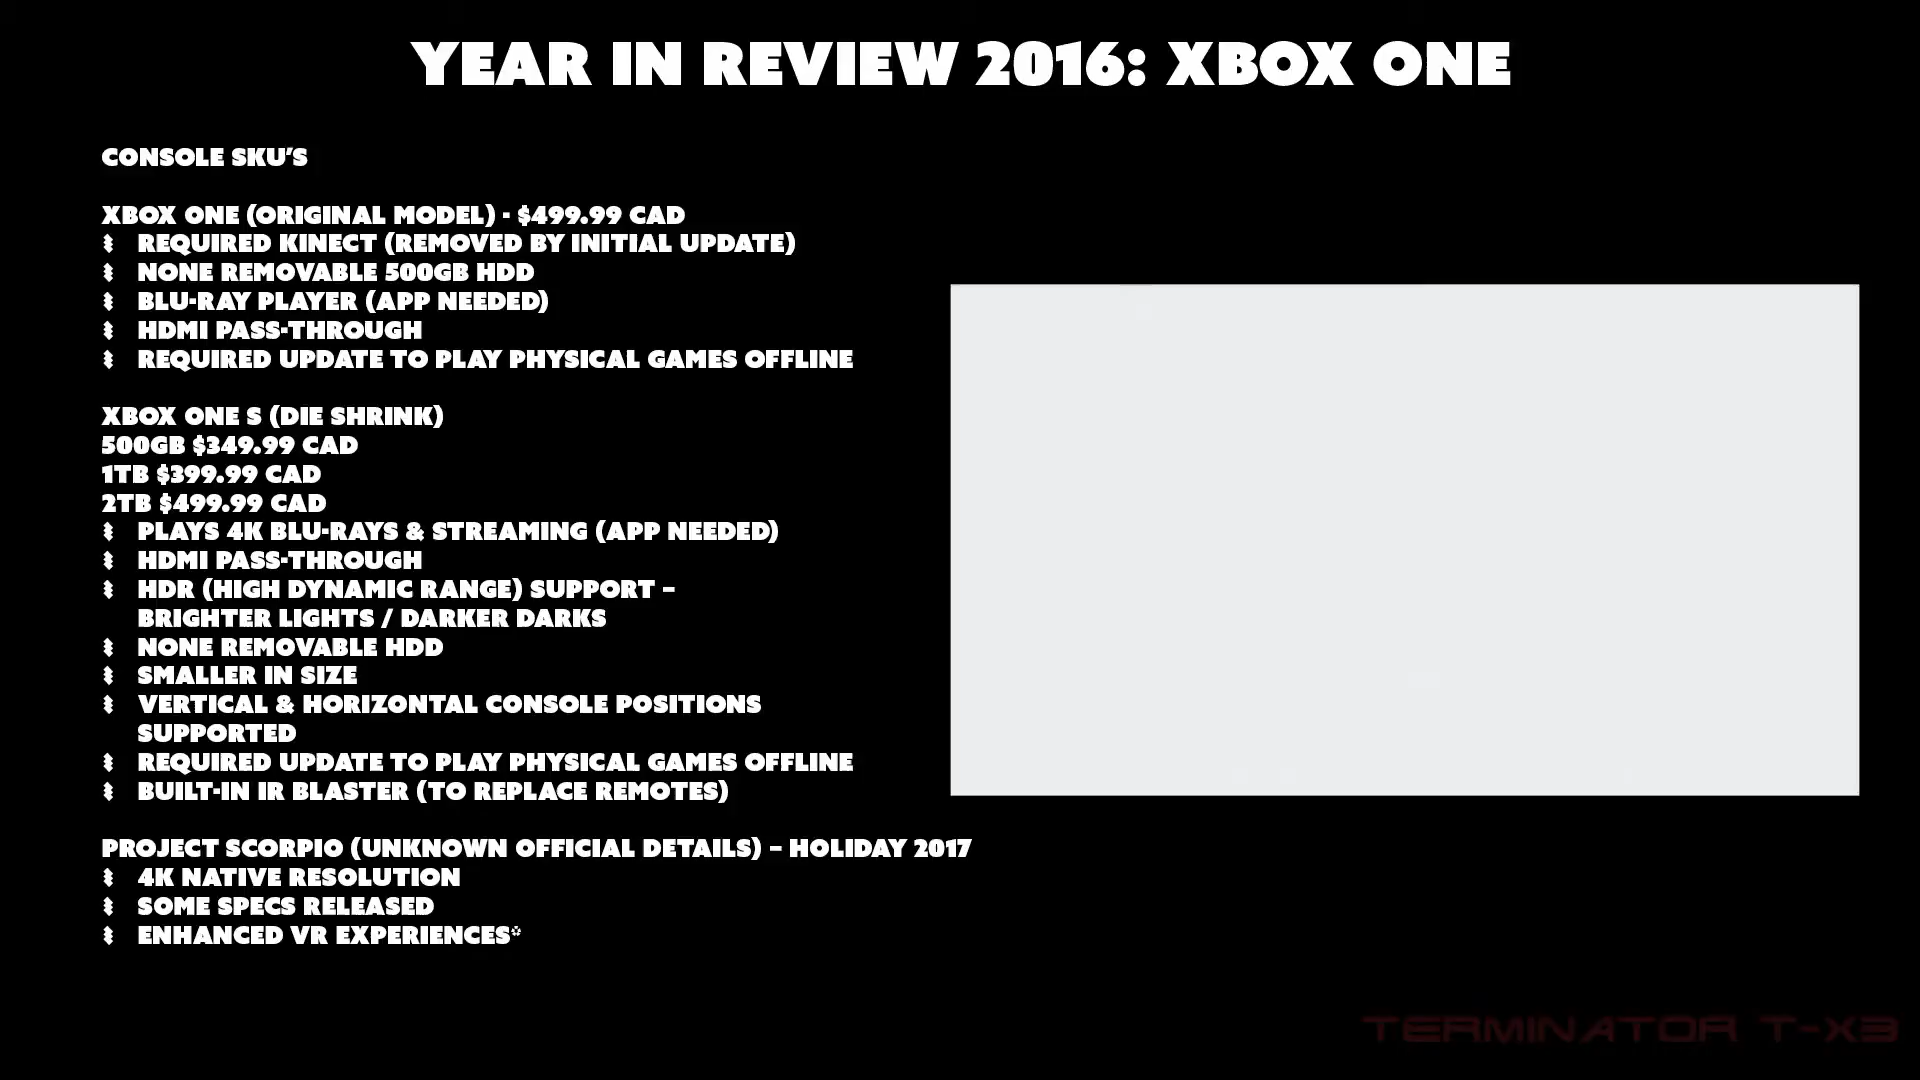 YEAR IN REVIEW 2016: XBOX ONE
CONSOLE SKU'S
XBOX ONE (ORIGINAL MODEL) - $499.99 CAD
REQUIRED KINECT (REMOVED BY INITIAL UPDATE)
NONE REMOVABLE 500GB HDD
BLU-RAY PLAYER (APP NEEDED)
HDMI PASS-THROUGH
REQUIRED UPDATE TO PLAY PHYSICAL GAMES OFFLINE
XBOX ONE S (DIE SHRINK)
500GB $349.99 CAD
1TB $399.99 CAD
2TB $499.99 CAD
PLAYS 4K BLU-RAYS & STREAMING (APP NEEDED)
HDMI PASS-THROUGH
HDR (HIGH DYNAMIC RANGE) SUPPORT –
BRIGHTER LIGHTS / DARKER DARKS
NONE REMOVABLE HDD
SMALLER IN SIZE
VERTICAL & HORIZONTAL CONSOLE POSITIONS
SUPPORTED
REQUIRED UPDATE TO PLAY PHYSICAL GAMES OFFLINE
BUILT-IN IR BLASTER (TO REPLACE REMOTES)
PROJECT SCORPIO (UNKNOWN OFFICIAL DETAILS) – HOLIDAY 2017
4K NATIVE RESOLUTION
SOME SPECS RELEASED
ENHANCED VR EXPERIENCES*
TERMINATOR T-X3